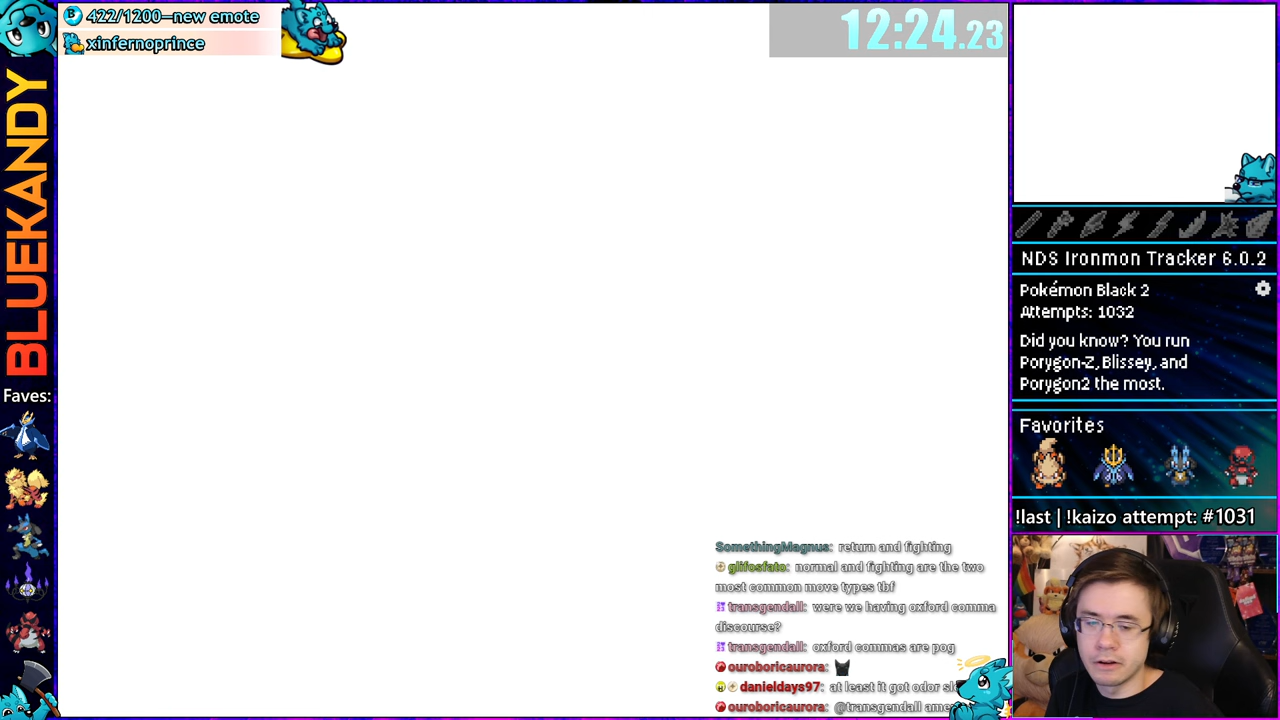 422/1200—new emote
xinfernoprince
12:24.23
BLUEKANDY
Faves:
NDS Ironmon Tracker 6.0.2
Pokémon Black 2
Attempts: 1032
Did you know? You run
Porygon-Z, Blissey, and
Porygon2 the most.
Favorites
!last | !kaizo attempt: #1031
SomethingMagnus: return and fighting
glifosfato: normal and fighting are the two
most common move types tbf
transgendall: were we having oxford comma
discourse?
transgendall: oxford commas are pog
ouroboricaurora:
danieldays97: at least it got odor
ouroboricaurora: @transgendall